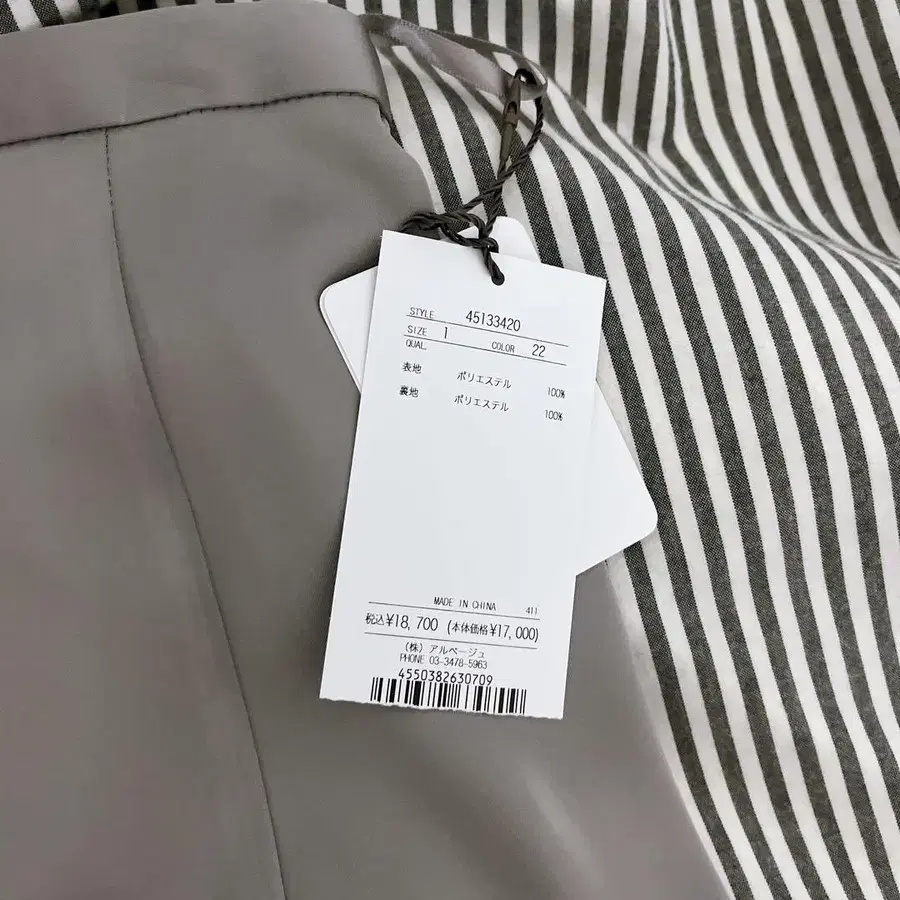 STYLE 45133420
SIZE 1
QUAL. COLOR 22
表地 ポリエステル 100%
裏地 ポリエステル 100%
MADE IN CHINA 411
税込¥18,700 (本体価格¥17,000)
(株) アルページュ
PHONE 03-3478-5963
4550382630709